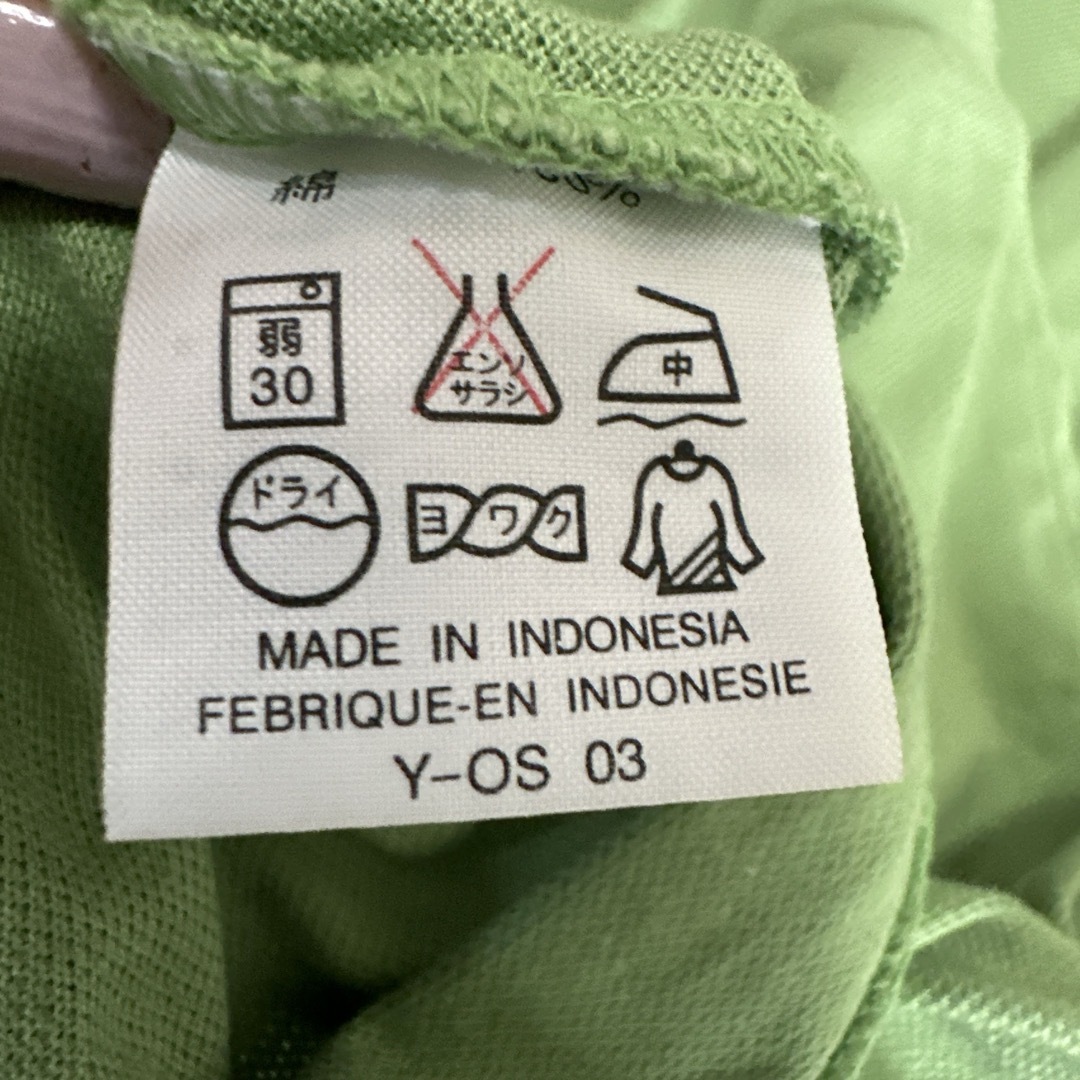 綿 100%
弱
30
エンソ
サラシ
中
ドライ
ヨワク
MADE IN INDONESIA
FEBRIQUE-EN INDONESIE
Y-OS 03